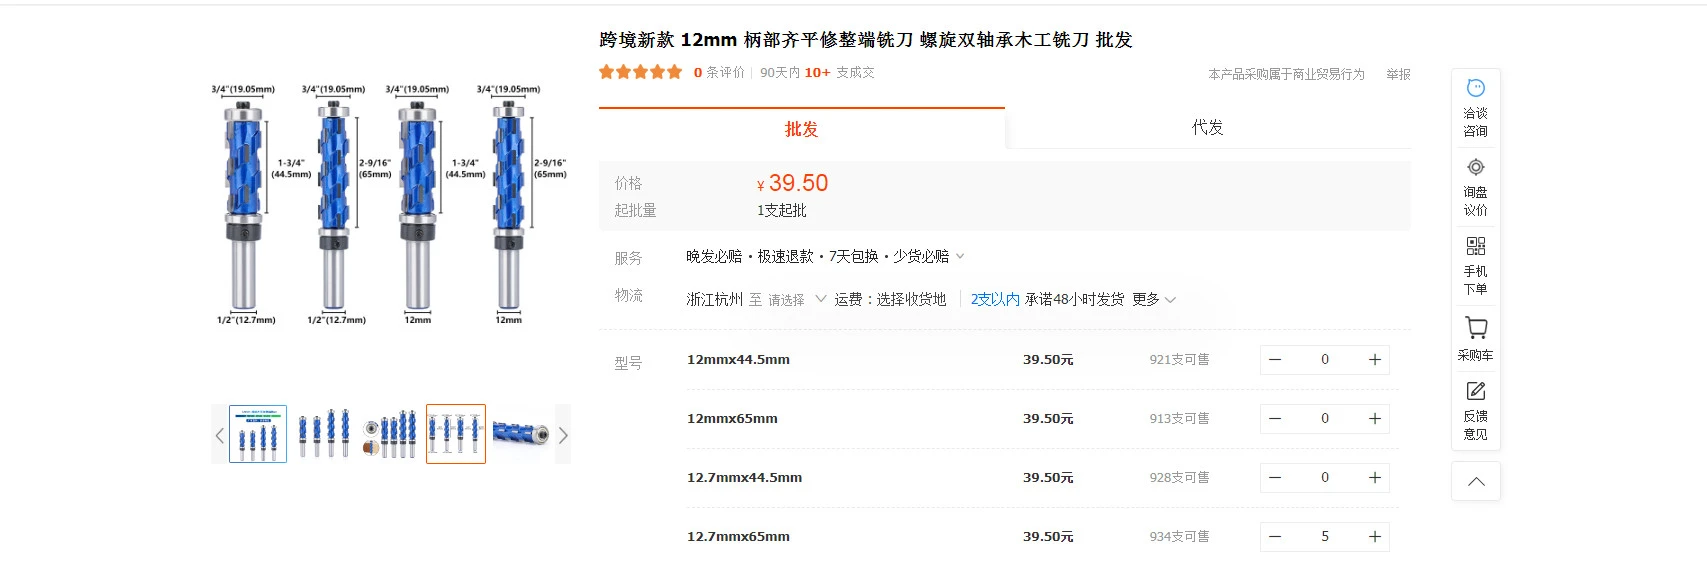 跨境新款 12mm 柄部齐平修整端铣刀 螺旋双轴承木工铣刀 批发
0 条评价 90天内 10+ 支成交
本产品采购属于商业贸易行为 举报
批发 代发
价格 ¥ 39.50
起批量 1支起批
服务 晚发必赔 · 极速退款 · 7天包换 · 少货必赔
物流 浙江杭州 至 请选择 运费：选择收货地 2支以内 承诺48小时发货 更多
型号
12mmx44.5mm 39.50元 921支可售 — 0 +
12mmx65mm 39.50元 913支可售 — 0 +
12.7mmx44.5mm 39.50元 928支可售 — 0 +
12.7mmx65mm 39.50元 934支可售 — 5 +
3/4"(19.05mm) 3/4"(19.05mm) 3/4"(19.05mm) 3/4"(19.05mm)
1-3/4" 2-9/16" 1-3/4" 2-9/16"
(44.5mm) (65mm) (44.5mm) (65mm)
1/2"(12.7mm) 1/2"(12.7mm) 12mm 12mm
洽谈
咨询
询盘
议价
手机
下单
采购车
反馈
意见